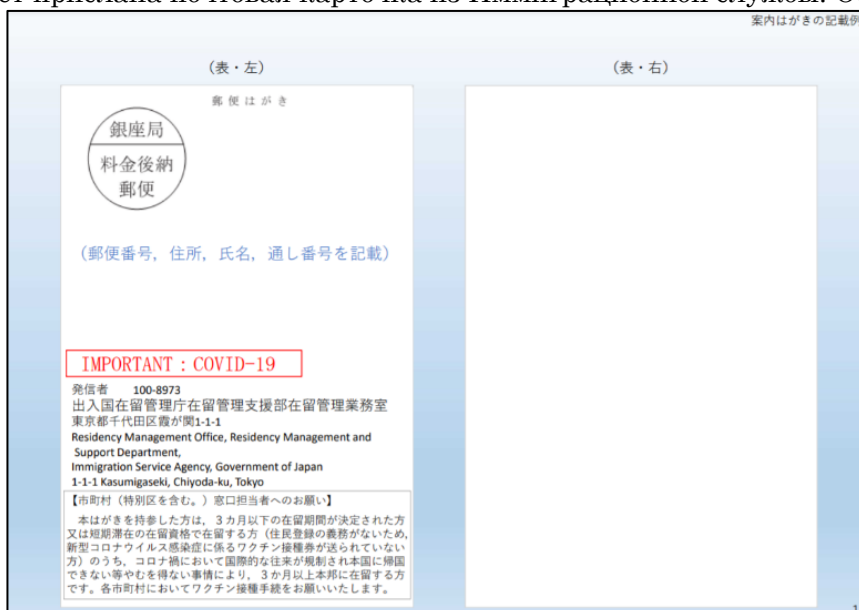 案内はがきの記載例
（表・左）
（表・右）
郵便はがき
銀座局
料金後納
郵便
（郵便番号，住所，氏名，通し番号を記載）
IMPORTANT：COVID-19
発信者 100-8973
出入国在留管理庁在留管理支援部在留管理業務室
東京都千代田区霞が関1-1-1
Residency Management Office, Residency Management and
Support Department,
Immigration Service Agency, Government of Japan
1-1-1 Kasumigaseki, Chiyoda-ku, Tokyo
【市町村（特別区を含む。）窓口担当者へのお願い】
本はがきを持参した方は，３カ月以下の在留期間が決定された方
又は短期滞在の在留資格で在留する方（住民登録の義務がないため，
新型コロナウイルス感染症に係るワクチン接種券が送られていない
方）のうち，コロナ禍において国際的な往来が規制され本国に帰国
できない等やむを得ない事情により，３か月以上本邦に在留する方
です。各市町村においてワクチン接種手続をお願いいたします。